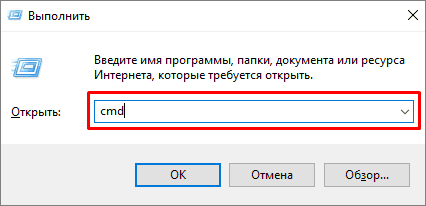 Выполнить
Введите имя программы, папки, документа или ресурса
Интернета, которые требуется открыть.
Открыть: cmd
ОК Отмена Обзор...